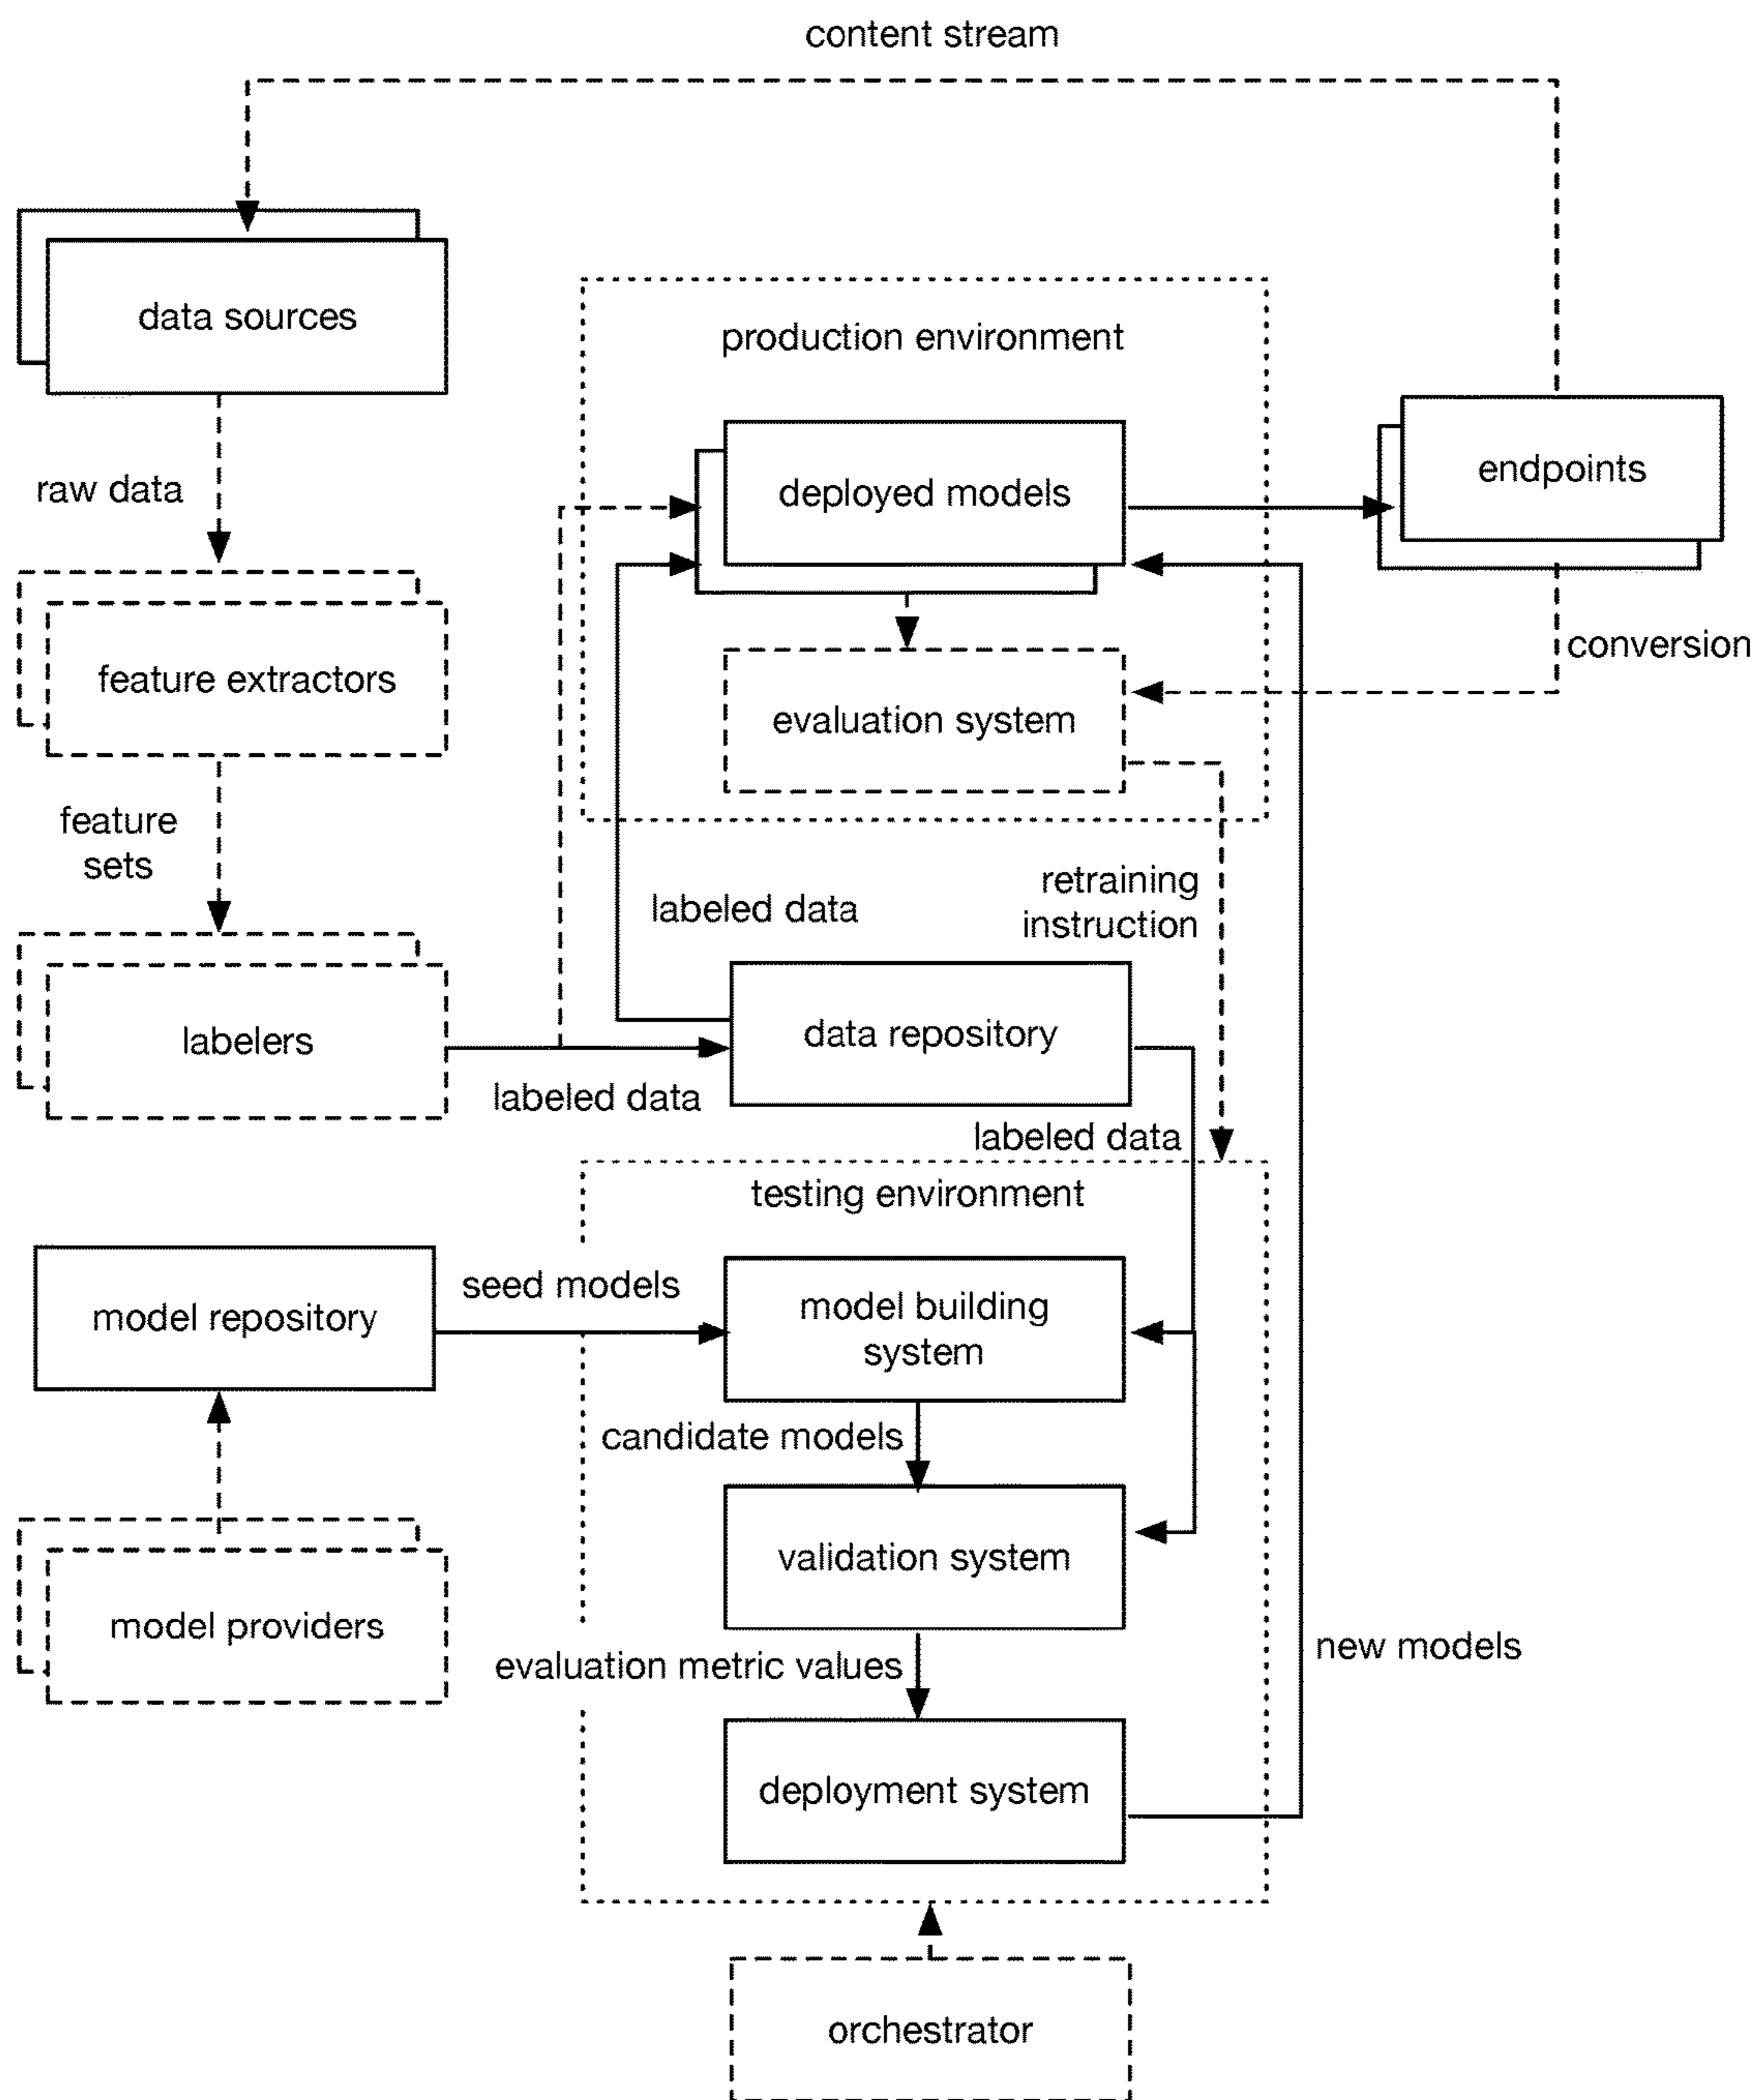 content stream
data sources
production environment
deployed models
endpoints
raw data
feature extractors
evaluation system
conversion
feature
sets
labeled data
retraining
instruction
labelers
data repository
labeled data
labeled data
testing environment
model repository
seed models
model building
system
candidate models
validation system
model providers
evaluation metric values
new models
deployment system
orchestrator